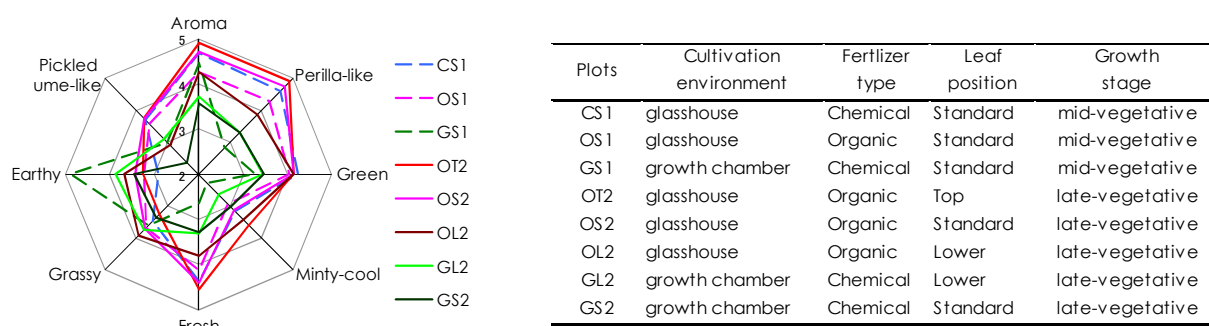 Aroma
5
Pickled
ume-like
Perilla-like
4
3
Earthy
2
Green
Grassy
Minty-cool
Fresh
CS1
OS1
GS1
OT2
OS2
OL2
GL2
GS2
Plots Cultivation environment Fertlizer type Leaf position Growth stage
CS1 glasshouse Chemical Standard mid-vegetative
OS1 glasshouse Organic Standard mid-vegetative
GS1 growth chamber Chemical Standard mid-vegetative
OT2 glasshouse Organic Top late-vegetative
OS2 glasshouse Organic Standard late-vegetative
OL2 glasshouse Organic Lower late-vegetative
GL2 growth chamber Chemical Lower late-vegetative
GS2 growth chamber Chemical Standard late-vegetative